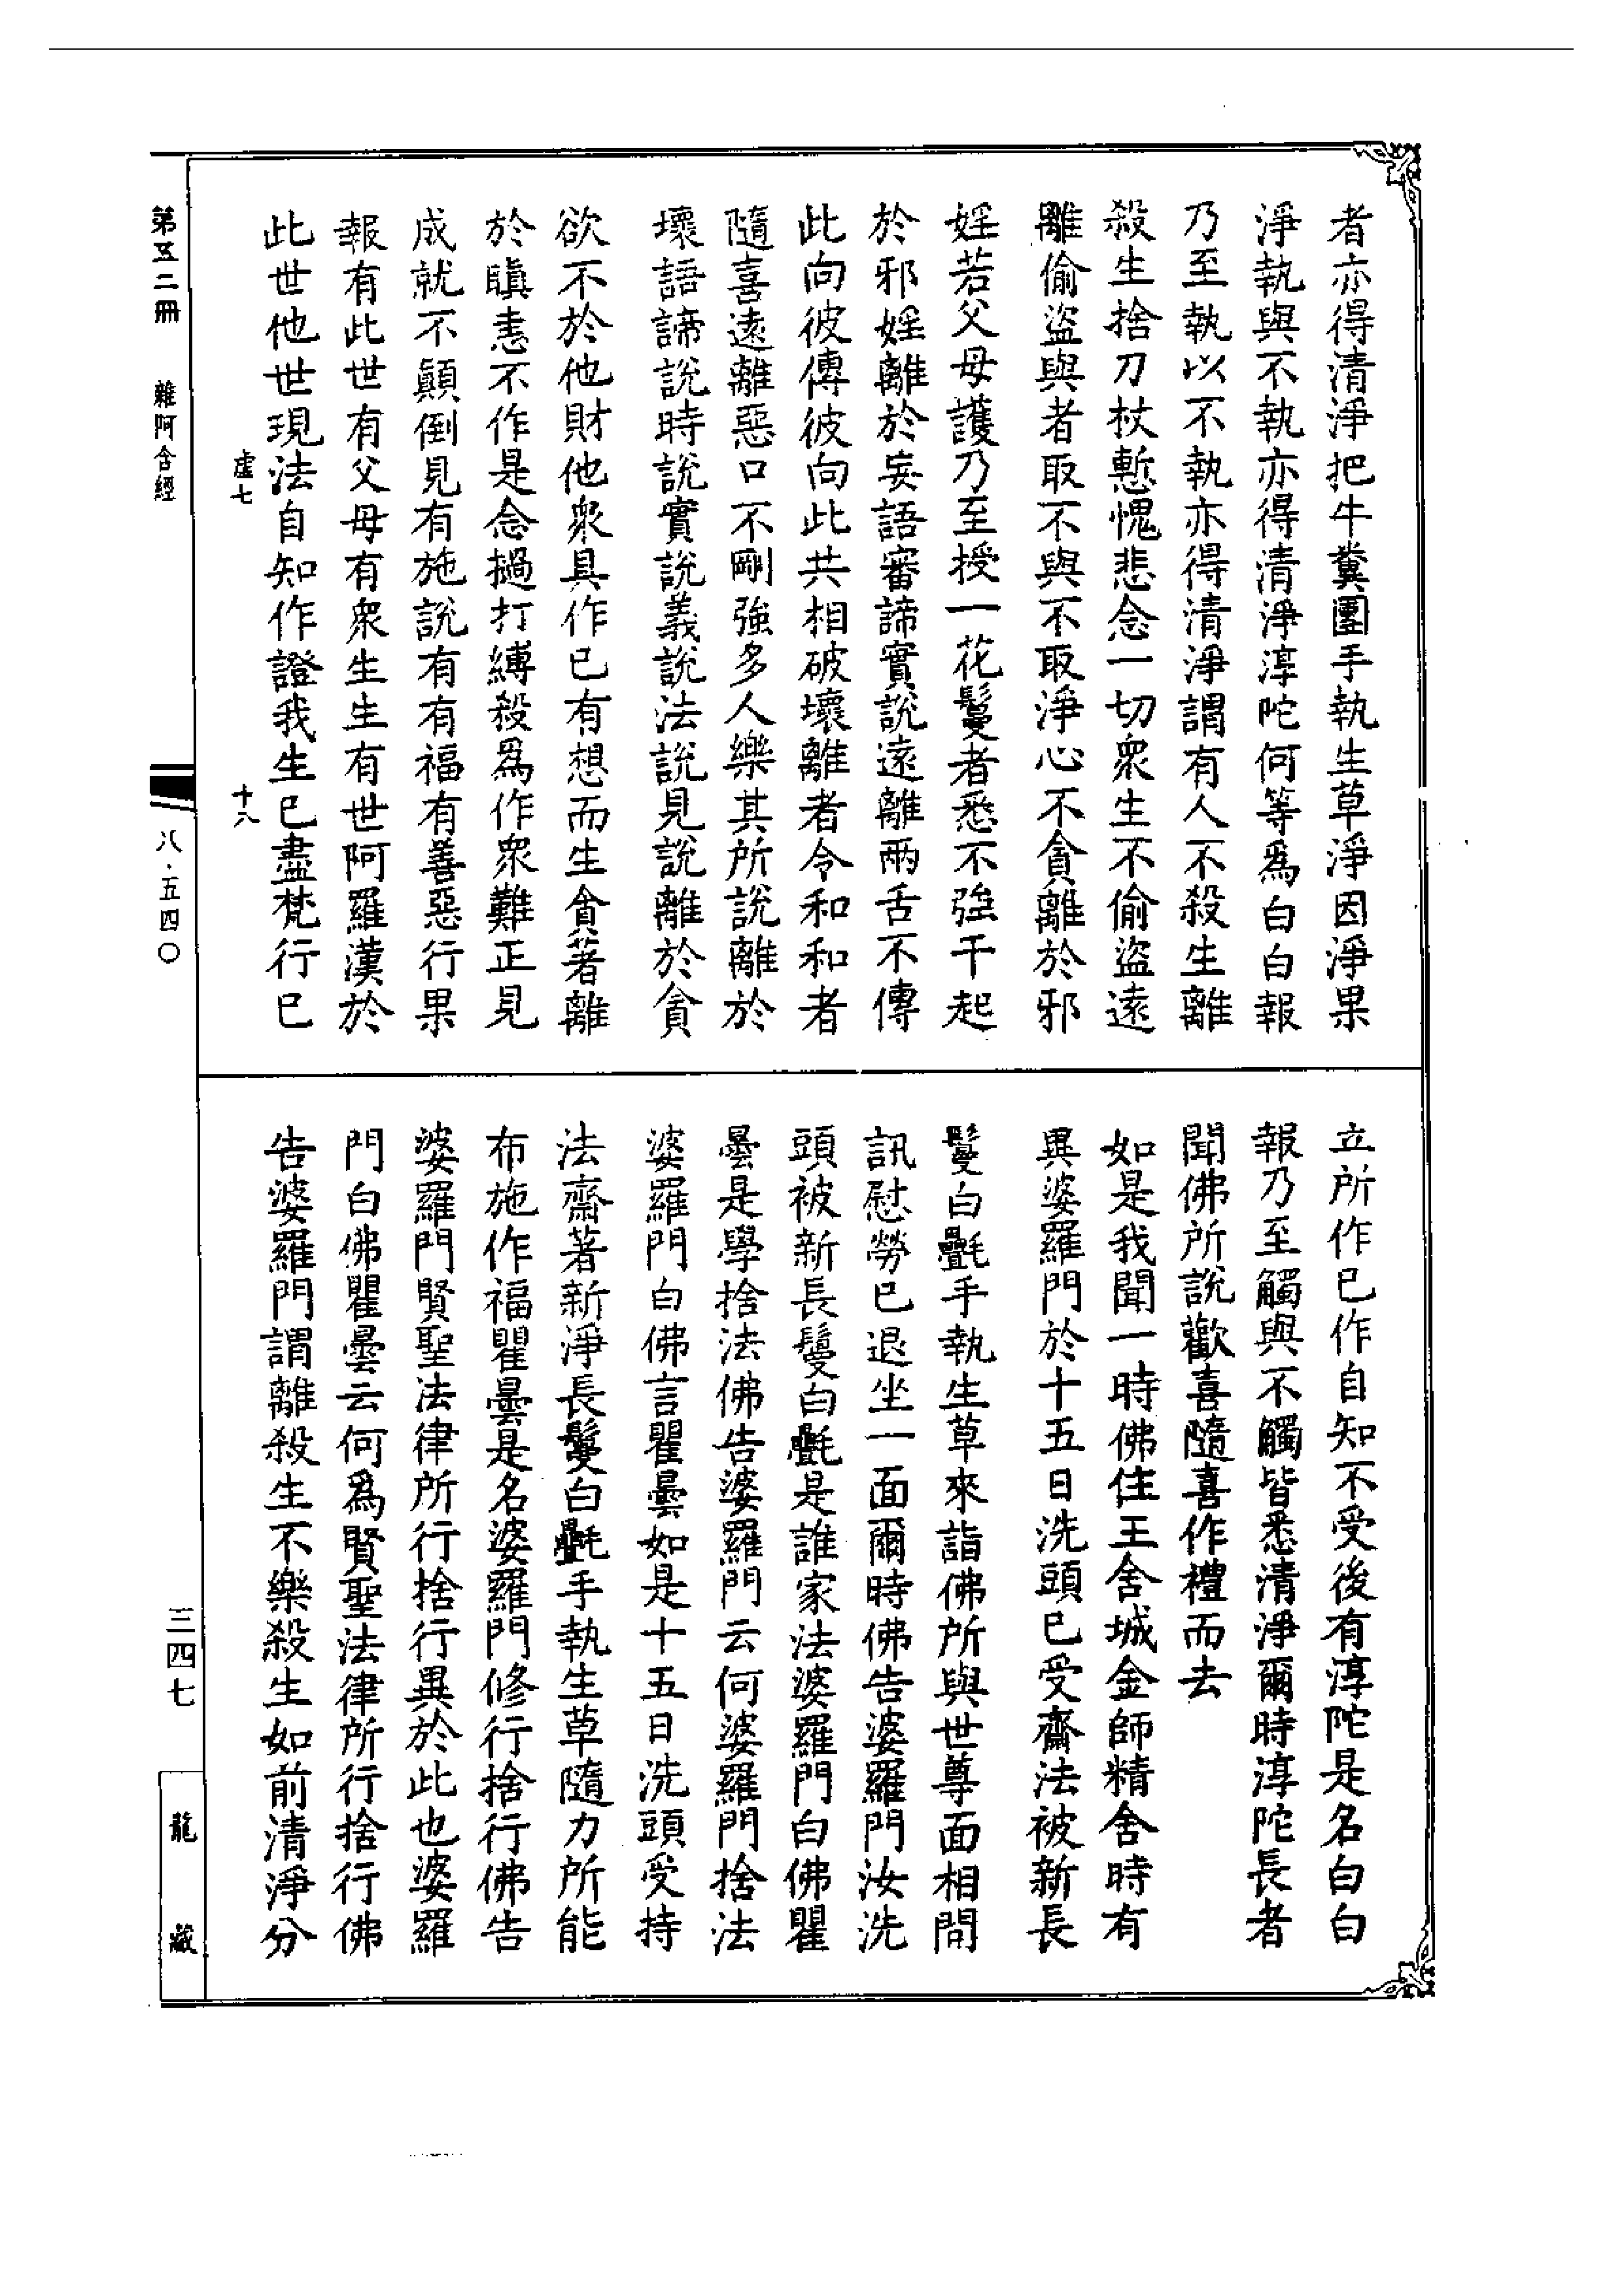 者亦得清淨把牛糞團手執生草淨因淨果
淨執與不執亦得清淨淳陀何等爲白白報
乃至執以不執亦得清淨謂有人不殺生離
殺生捨刀杖慙愧悲念一切衆生不偷盜遠
離偷盜與者取不與不取淨心不貪離於邪
婬若父母護乃至授一花鬘者悉不強干起
於邪婬離於妄語審諦實說遠離兩舌不傳
此向彼傳彼向此共相破壞離者令和和者
隨喜遠離惡口不剛強多人樂其所說離於
壞語諦說時說實說義說法說見說離於貪
欲不於他財他衆具作已有想而生貪著離
於瞋恚不作是念撾打縛殺爲作衆難正見
成就不顛倒見有施說有有福有善惡行果
報有此世有父母有衆生生有世阿羅漢於
此世他世現法自知作證我生已盡梵行已
虛七 十八
立所作已作自知不受後有淳陀是名白白
報乃至觸與不觸皆悉清淨爾時淳陀長者
聞佛所說歡喜隨喜作禮而去
如是我聞一時佛住王舍城金師精舍時有
異婆羅門於十五日洗頭已受齋法被新長
鬘白㲲手執生草來詣佛所與世尊面相問
訊慰勞已退坐一面爾時佛告婆羅門汝洗
頭被新長鬘白㲲是誰家法婆羅門白佛瞿
曇是學捨法佛告婆羅門云何婆羅門捨法
婆羅門白佛言瞿曇如是十五日洗頭受持
法齋著新淨長鬘白㲲手執生草隨力所能
布施作福瞿曇是名婆羅門修行捨行佛告
婆羅門賢聖法律所行捨行異於此也婆羅
門白佛瞿曇云何爲賢聖法律所行捨行佛
告婆羅門謂離殺生不樂殺生如前清淨分
第五二冊 雜阿含經 八·五四〇 三四七 龍藏